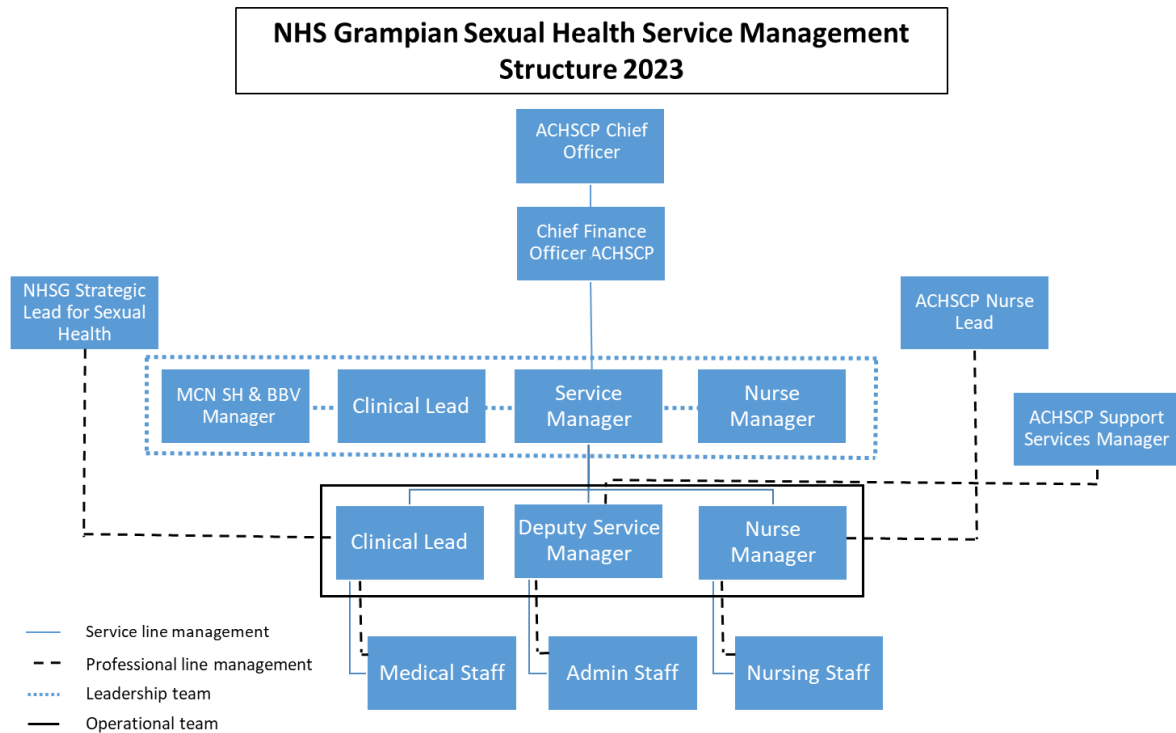 NHS Grampian Sexual Health Service Management
Structure 2023
ACHSCP Chief
Officer
Chief Finance
Officer ACHSCP
NHSG Strategic
Lead for Sexual
Health
ACHSCP Nurse
Lead
MCN SH & BBV
Manager
Clinical Lead
Service
Manager
Nurse
Manager
ACHSCP Support
Services Manager
Clinical Lead
Deputy Service
Manager
Nurse
Manager
Medical Staff
Admin Staff
Nursing Staff
Service line management
Professional line management
Leadership team
Operational team